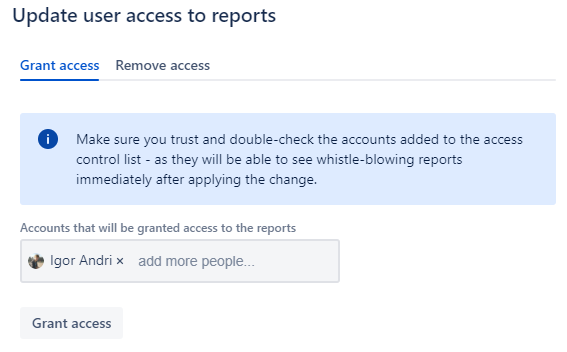 Update user access to reports
Grant access Remove access
Make sure you trust and double-check the accounts added to the access
control list - as they will be able to see whistle-blowing reports
immediately after applying the change.
Accounts that will be granted access to the reports
Igor Andri × add more people...
Grant access